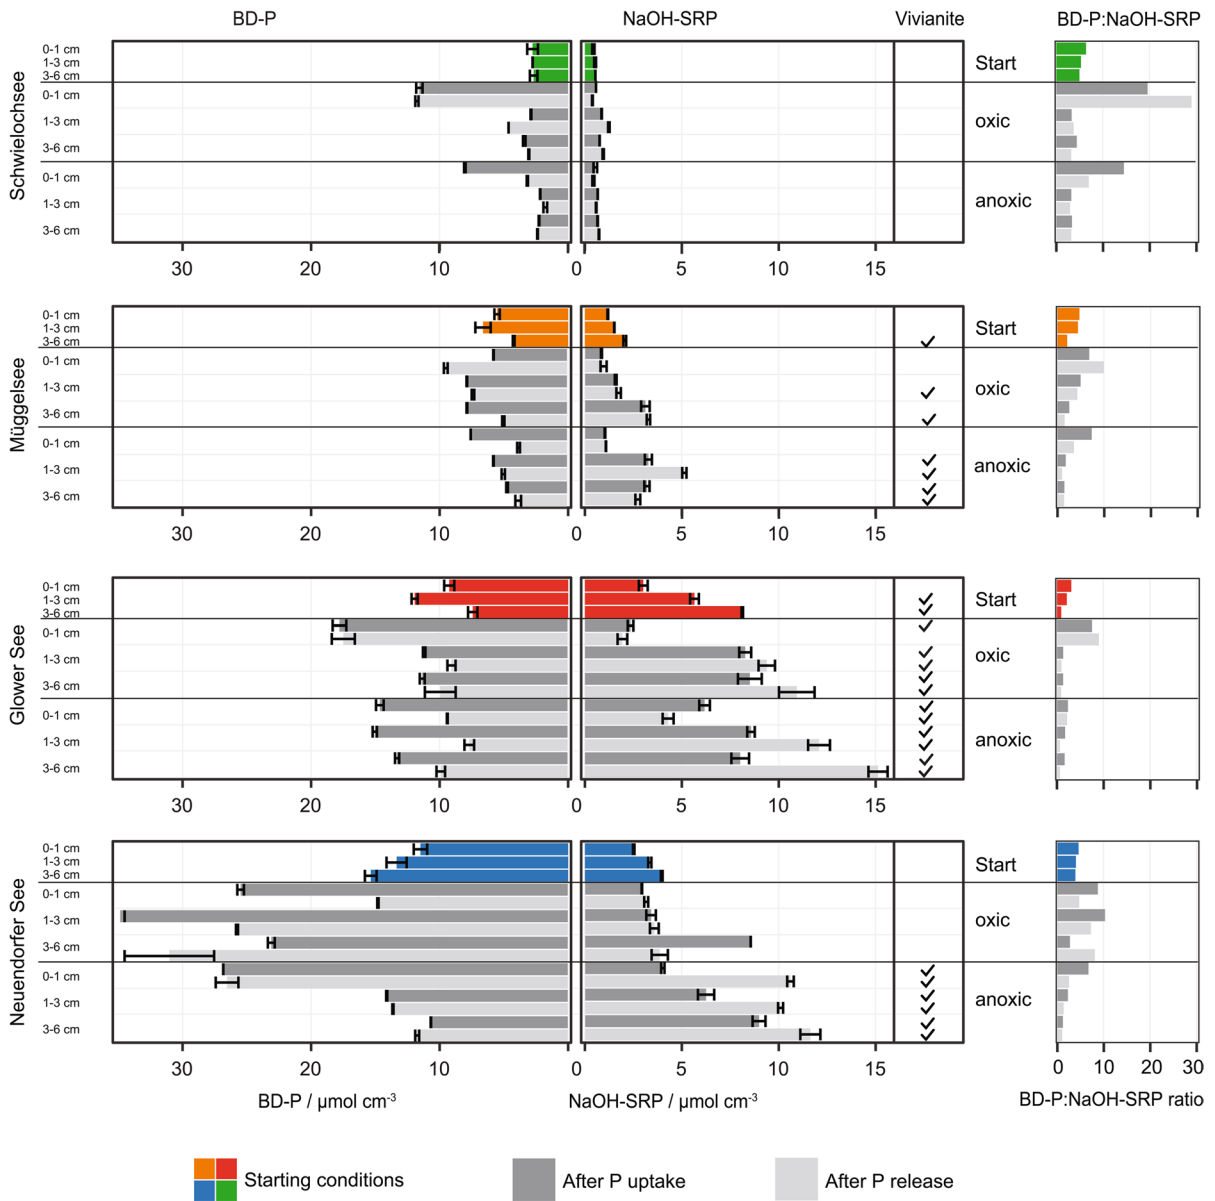 BD-P NaOH-SRP Vivianite BD-P:NaOH-SRP
Schwielochsee
0-1 cm
1-3 cm
3-6 cm
Start
0-1 cm
1-3 cm
3-6 cm
oxic
0-1 cm
1-3 cm
3-6 cm
anoxic
30 20 10 0 5 10 15
Müggelsee
0-1 cm
1-3 cm
3-6 cm
Start
0-1 cm
1-3 cm
3-6 cm
oxic
0-1 cm
1-3 cm
3-6 cm
anoxic
30 20 10 0 5 10 15
Glower See
0-1 cm
1-3 cm
3-6 cm
Start
0-1 cm
1-3 cm
3-6 cm
oxic
0-1 cm
1-3 cm
3-6 cm
anoxic
30 20 10 0 5 10 15
Neuendorfer See
0-1 cm
1-3 cm
3-6 cm
Start
0-1 cm
1-3 cm
3-6 cm
oxic
0-1 cm
1-3 cm
3-6 cm
anoxic
30 20 10 0 5 10 15 0 10 20 30
BD-P / µmol cm⁻³ NaOH-SRP / µmol cm⁻³ BD-P:NaOH-SRP ratio
Starting conditions After P uptake After P release